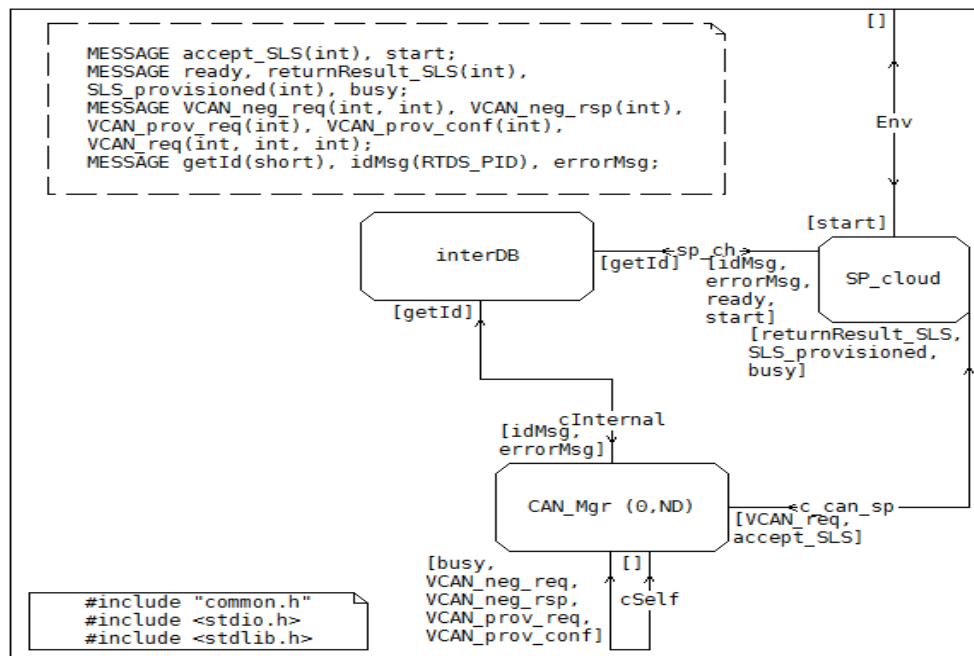 MESSAGE accept_SLS(int), start;
MESSAGE ready, returnResult_SLS(int),
SLS_provisioned(int), busy;
MESSAGE VCAN_neg_req(int, int), VCAN_neg_rsp(int),
VCAN_prov_req(int), VCAN_prov_conf(int),
VCAN_req(int, int, int);
MESSAGE getId(short), idMsg(RTDS_PID), errorMsg;
[]
Env
[start]
interDB
sp_ch
SP_cloud
[getId]
[idMsg,
errorMsg,
ready,
start]
[getId]
[returnResult_SLS,
SLS_provisioned,
busy]
cInternal
[idMsg,
errorMsg]
CAN_Mgr (0,ND)
c_can_sp
[VCAN_req,
accept_SLS]
[busy,
VCAN_neg_req,
VCAN_neg_rsp,
VCAN_prov_req,
VCAN_prov_conf]
[]
cSelf
#include "common.h"
#include <stdio.h>
#include <stdlib.h>